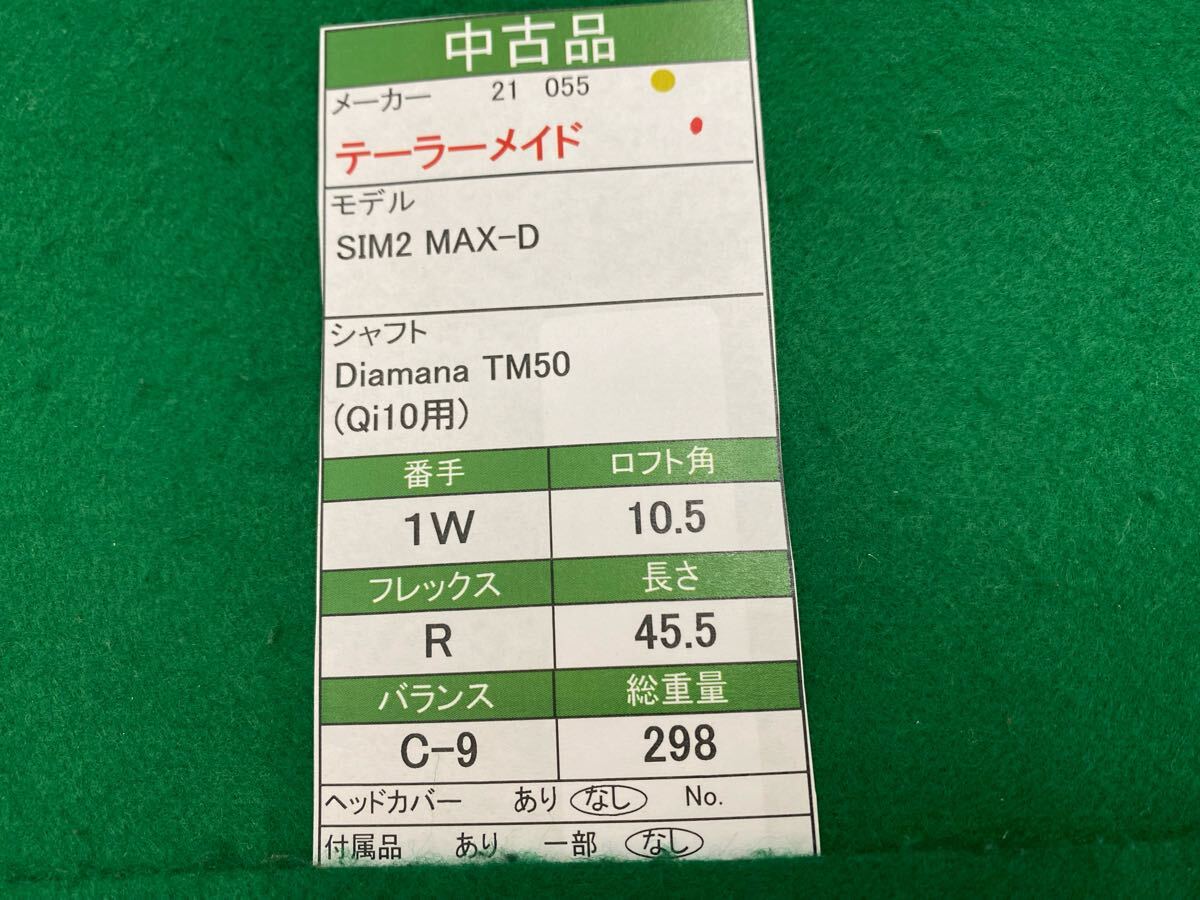 中古品
メーカー 21 055
テーラーメイド
モデル
SIM2 MAX-D
シャフト
Diamana TM50
(Qi10用)
番手 ロフト角
1W 10.5
フレックス 長さ
R 45.5
バランス 総重量
C-9 298
ヘッドカバー あり なし No.
付属品 あり 一部 なし